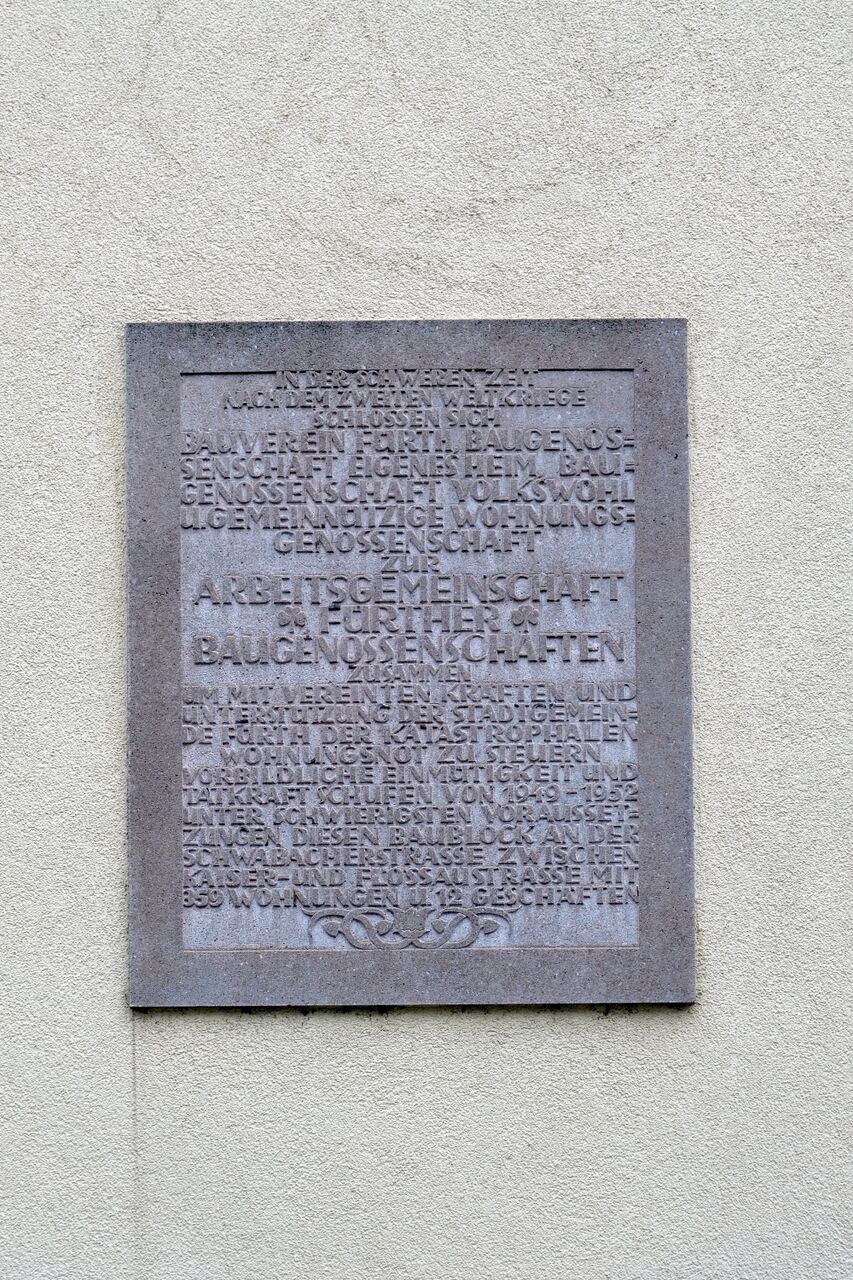 IN DER SCHWEREN ZEIT
NACH DEM ZWEITEN WELTKRIEGE
SCHLOSSEN SICH
BAUVEREIN FÜRTH, BAUGENOS=
SENSCHAFT EIGENES HEIM, BAU=
GENOSSENSCHAFT VOLKSWOHL
U. GEMEINNÜTZIGE WOHNUNGS=
GENOSSENSCHAFT
ZUR
ARBEITSGEMEINSCHAFT
FÜRTHER
BAUGENOSSENSCHAFTEN
ZUSAMMEN
UM MIT VEREINTEN KRÄFTEN UND
UNTERSTÜTZUNG DER STADTGEMEIN=
DE FÜRTH DER KATASTROPHALEN
WOHNUNGSNOT ZU STEUERN
VORBILDLICHE EINMÜTIGKEIT UND
TATKRAFT SCHUFEN VON 1949-1952
UNTER SCHWIERIGSTEN VORAUSSET=
ZUNGEN DIESEN BAUBLOCK AN DER
SCHWABACHERSTRASSE ZWISCHEN
KAISER- UND FLÖSSAUSTRASSE MIT
359 WOHNUNGEN U. 12 GESCHÄFTEN